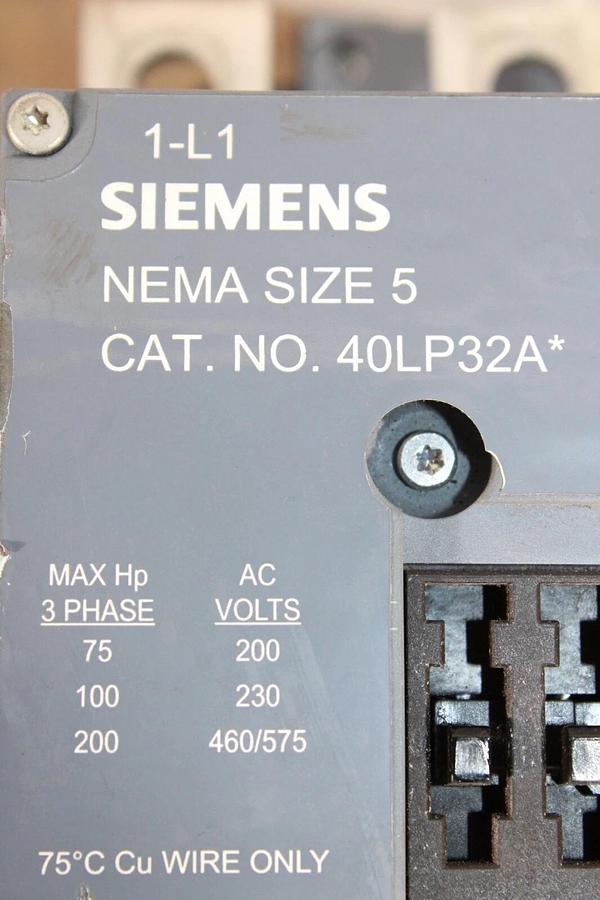 1-L1
SIEMENS
NEMA SIZE 5
CAT. NO. 40LP32A*
MAX Hp AC
3 PHASE VOLTS
75 200
100 230
200 460/575
75°C Cu WIRE ONLY